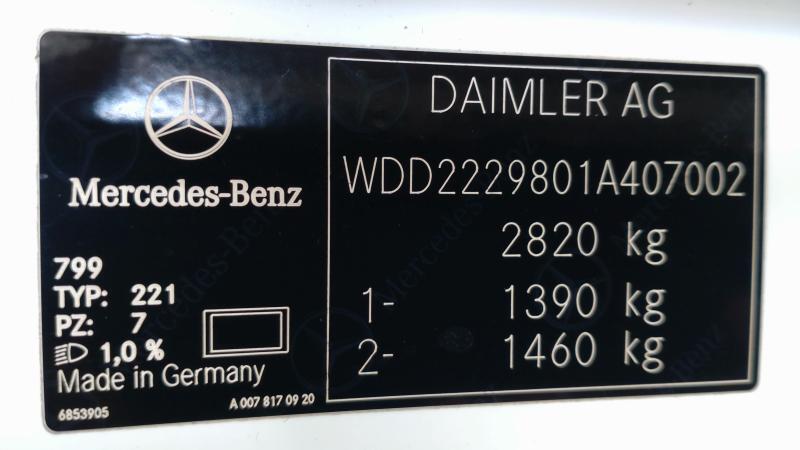 Mercedes-Benz
799
TYP: 221
PZ: 7
1,0 %
Made in Germany
6853905
A 007 817 09 20
DAIMLER AG
WDD2229801A407002
2820 kg
1- 1390 kg
2- 1460 kg